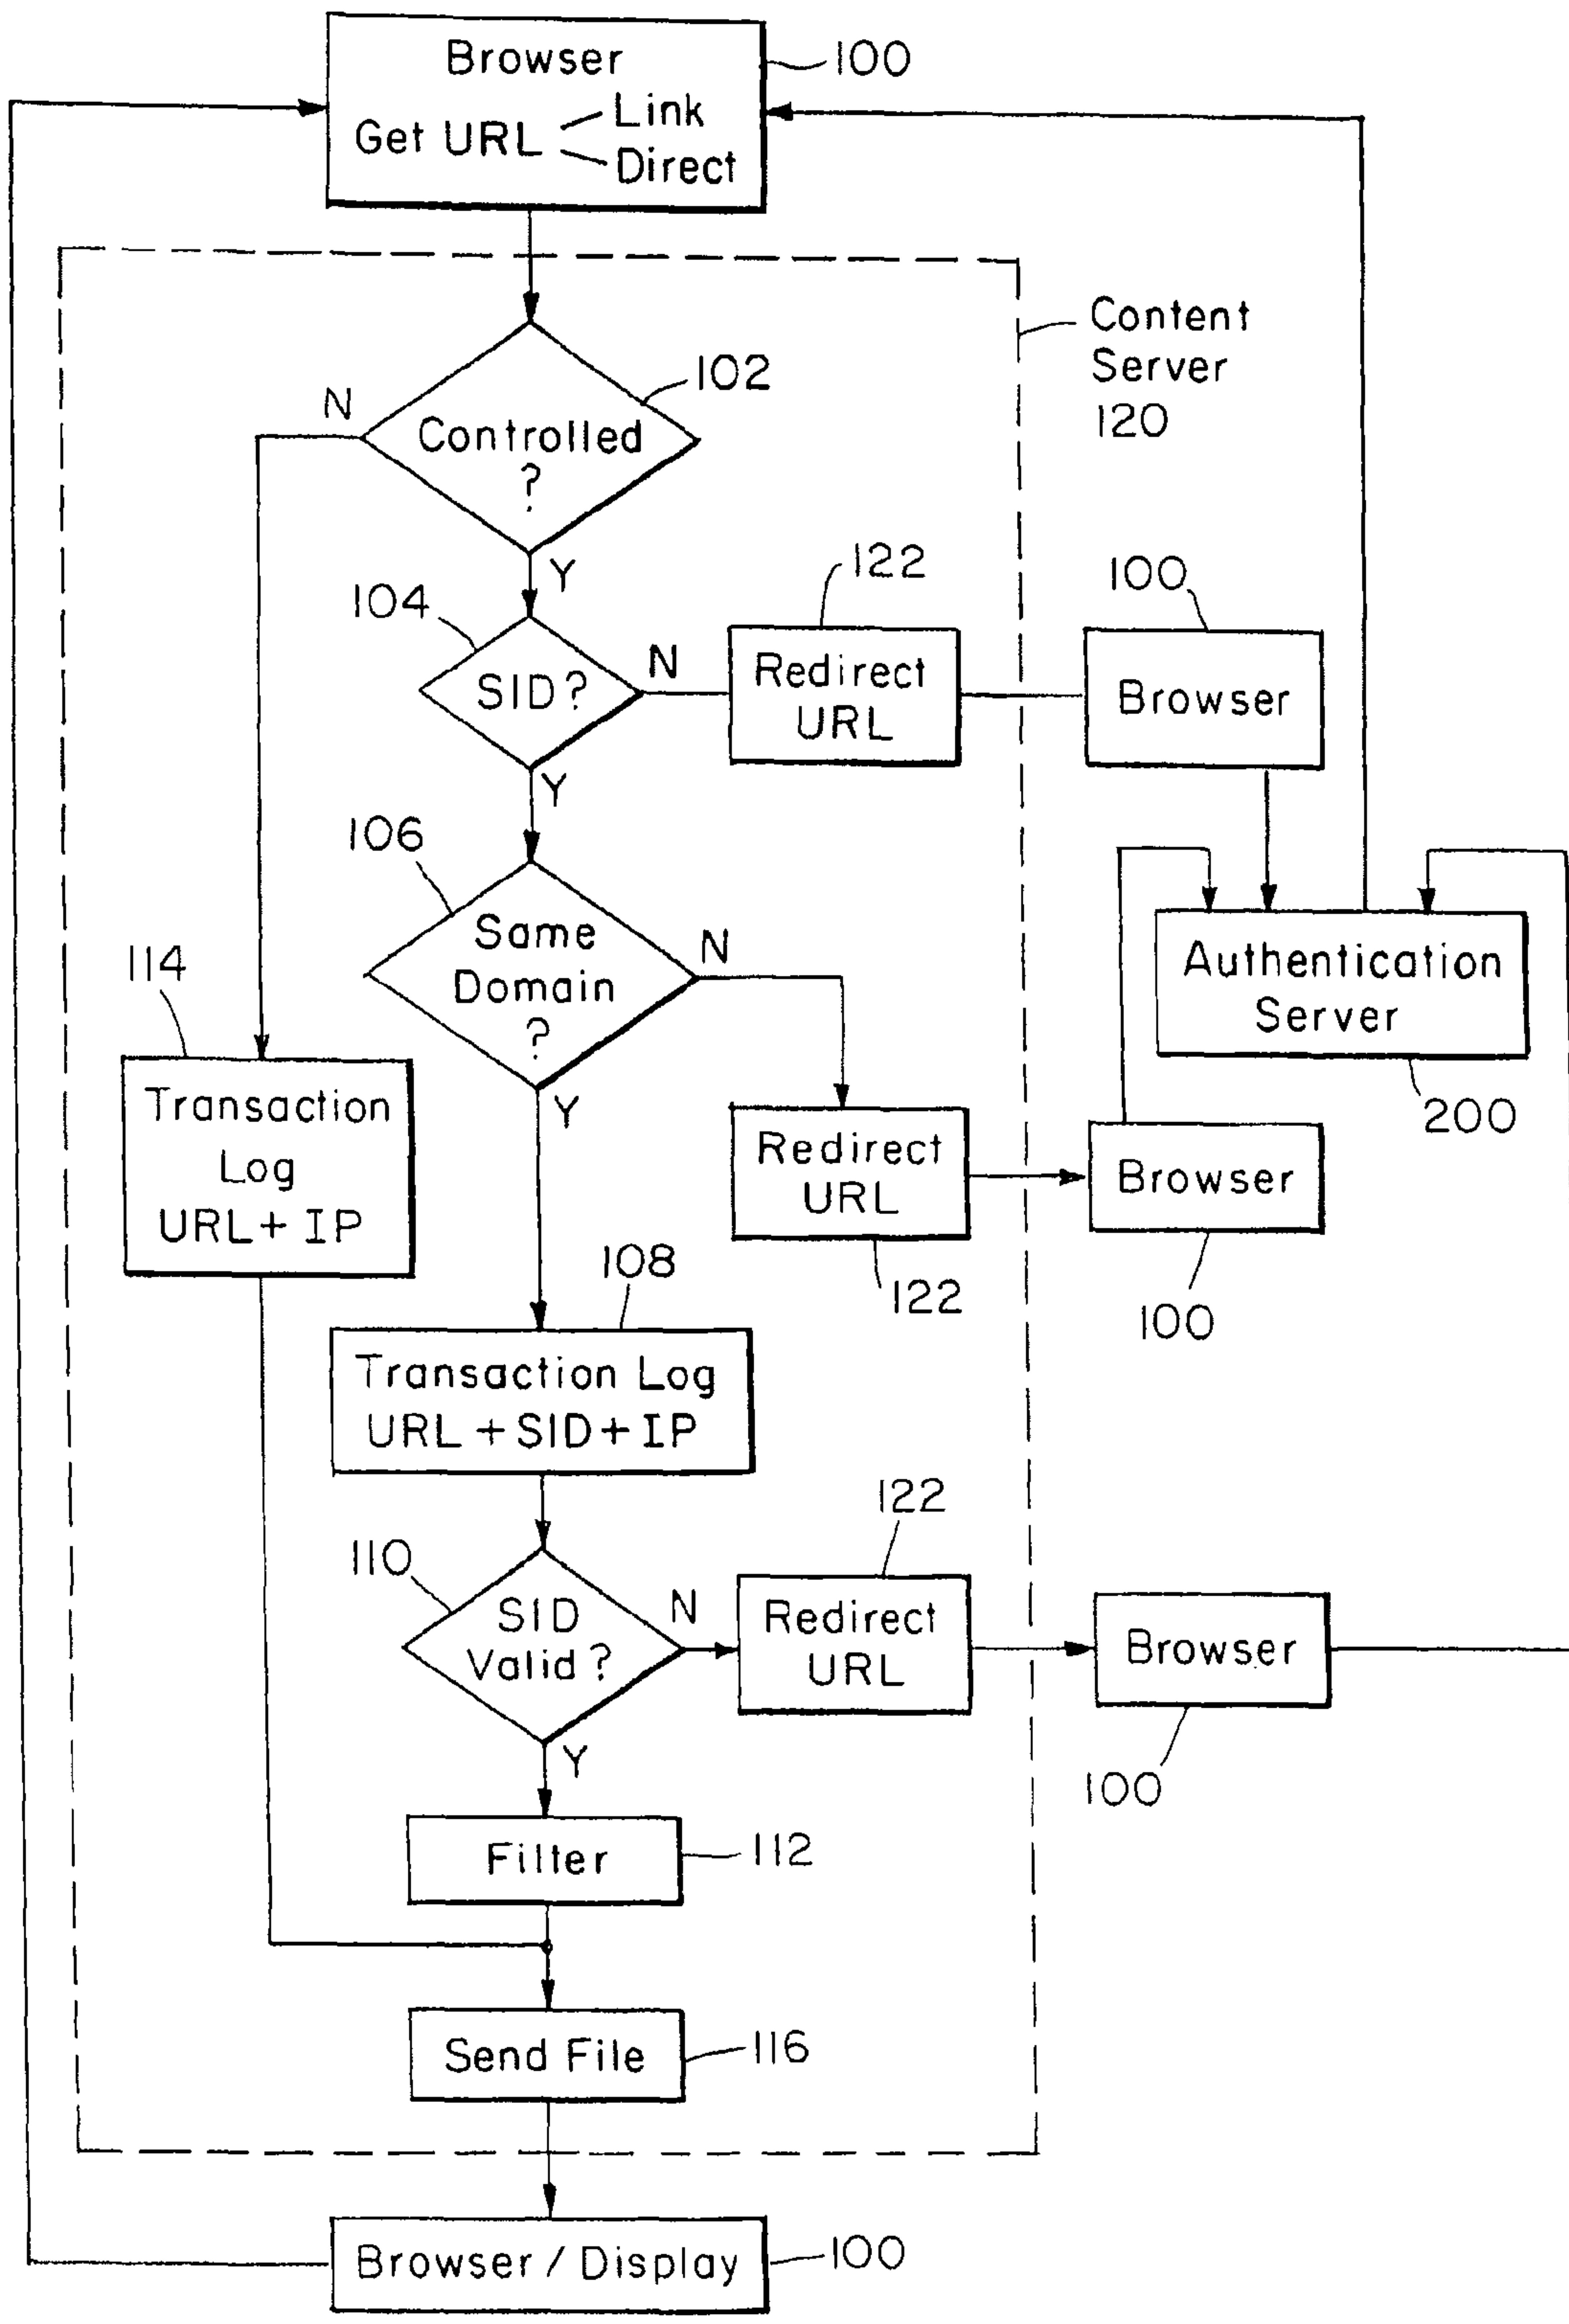 Browser
Get URL
Link
Direct
100
Content
Server
120
102
N
Controlled
?
Y
104
SID?
N
122
Redirect
URL
100
Browser
Y
106
Same
Domain
?
N
Authentication
Server
200
114
Transaction
Log
URL+IP
Y
Redirect
URL
122
Browser
100
108
Transaction Log
URL+SID+IP
110
SID
Valid?
N
122
Redirect
URL
Browser
100
Y
Filter
112
Send File
116
Browser/Display
100